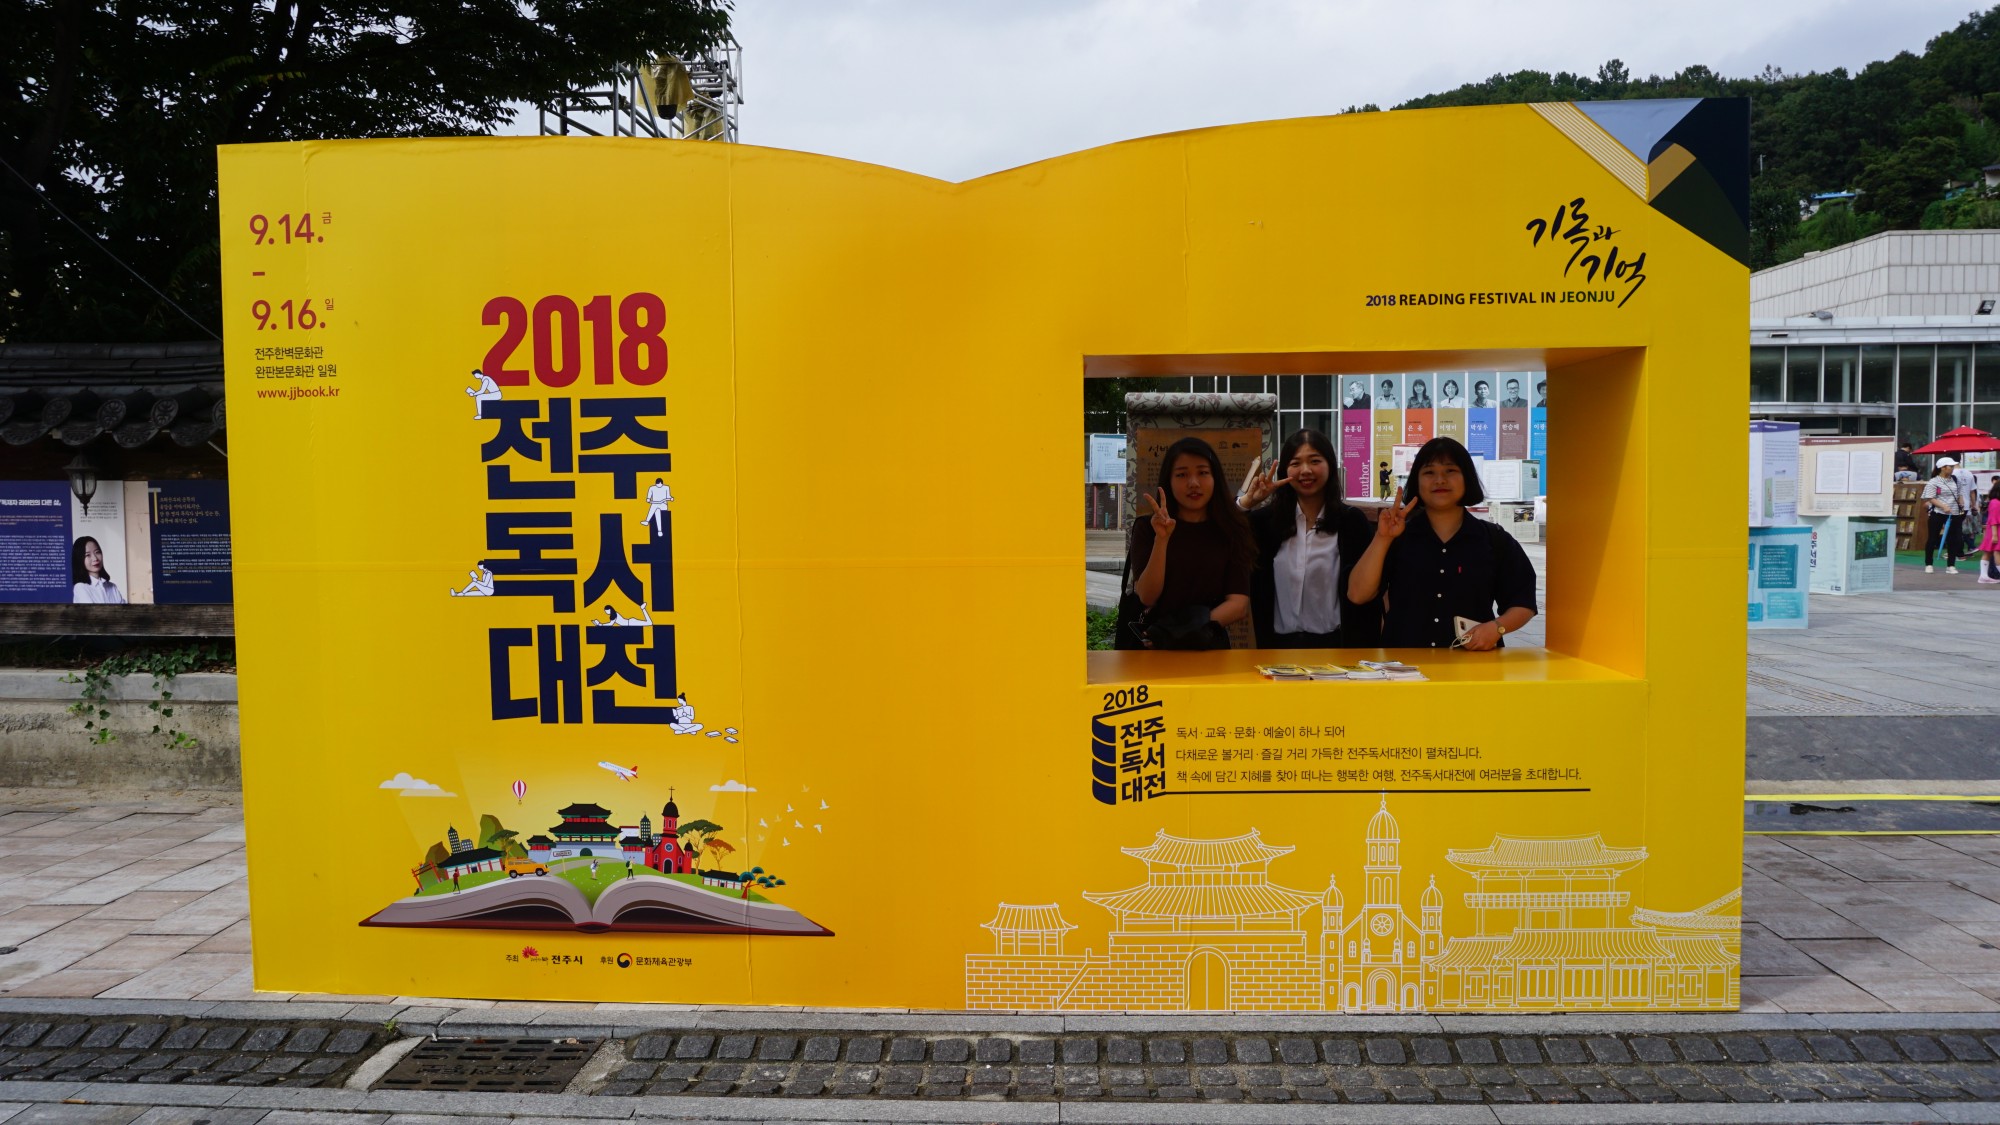 9.14.금
-
9.16.일
전주한벽문화관
완판본문화관 일원
www.jjbook.kr
2018
전주
독서
대전
주최 전주시 후원 문화체육관광부
기록과
기억
2018 READING FESTIVAL IN JEONJU
author.
2018
전주
독서
대전
독서·교육·문화·예술이 하나 되어
다채로운 볼거리·즐길 거리 가득한 전주독서대전이 펼쳐집니다.
책 속에 담긴 지혜를 찾아 떠나는 행복한 여행, 전주독서대전에 여러분을 초대합니다.